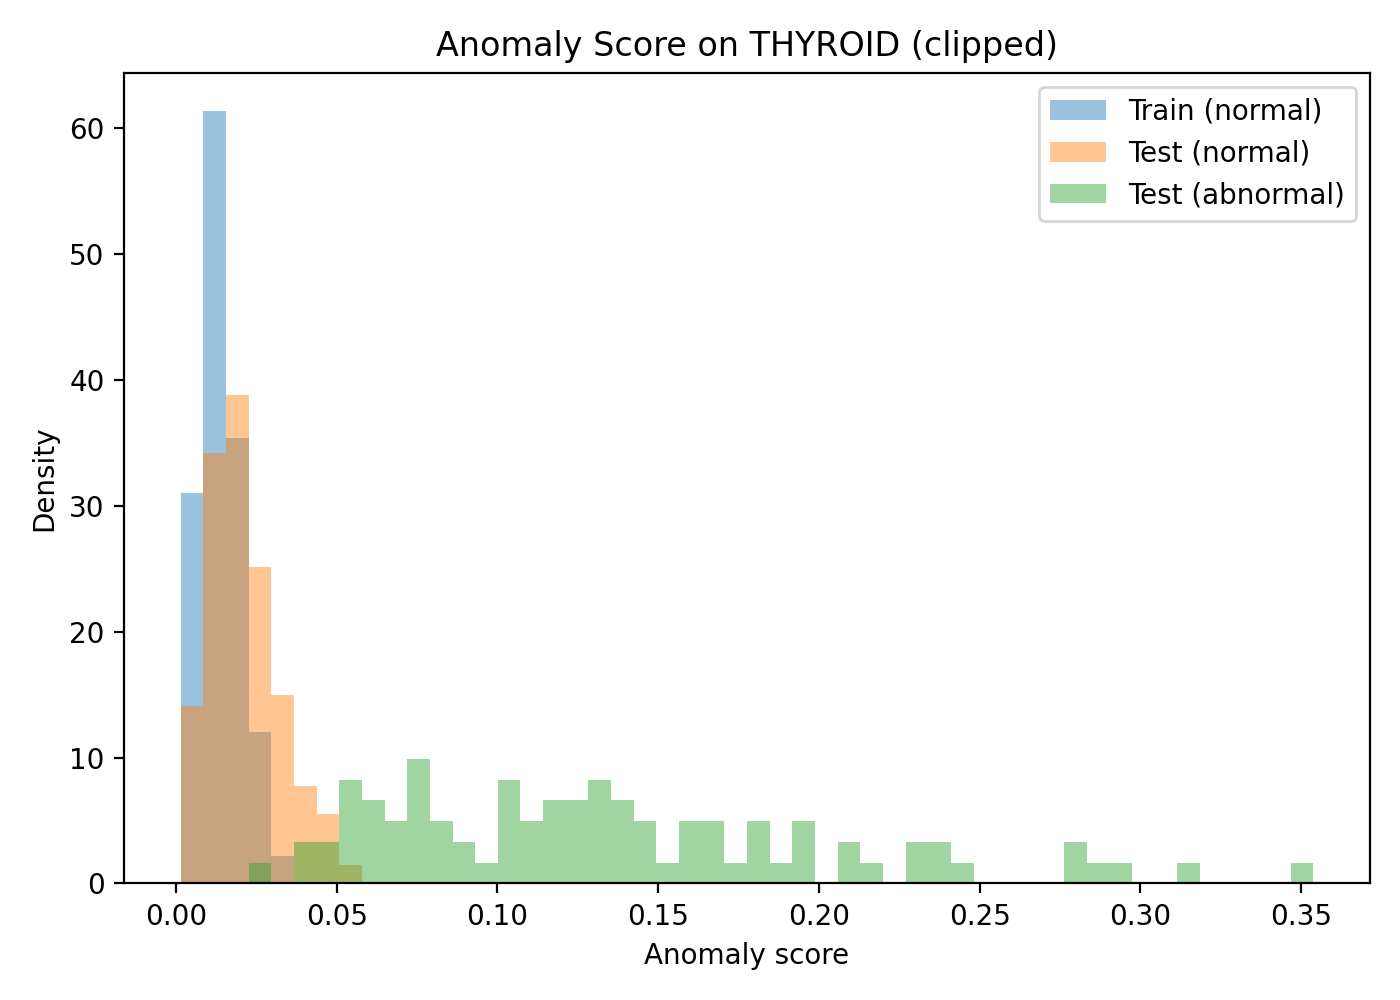 Anomaly Score on THYROID (clipped)
Train (normal)
Test (normal)
Test (abnormal)
60
50
40
30
20
10
0
Density
0.00 0.05 0.10 0.15 0.20 0.25 0.30 0.35
Anomaly score